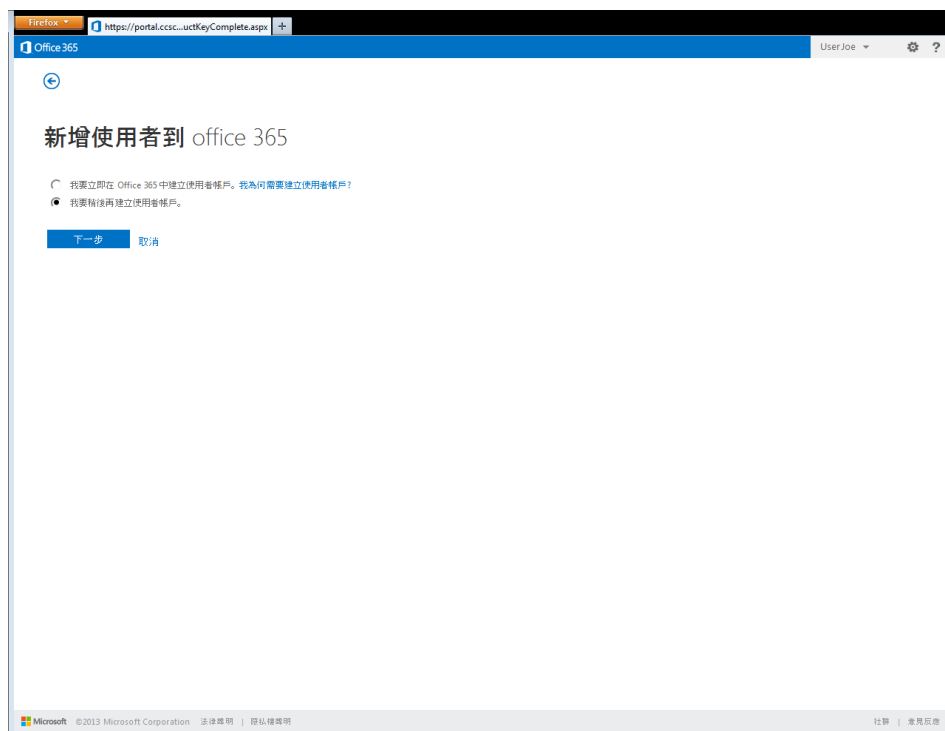 Firefox
https://portal.ccsc...uctKeyComplete.aspx
Office 365
UserJoe
?
新增使用者到 office 365
我要立即在 Office 365 中建立使用者帳戶。我為何需要建立使用者帳戶?
我要稍後再建立使用者帳戶。
下一步 取消
Microsoft ©2013 Microsoft Corporation 法律聲明 | 隱私權聲明
社群 | 意見反應